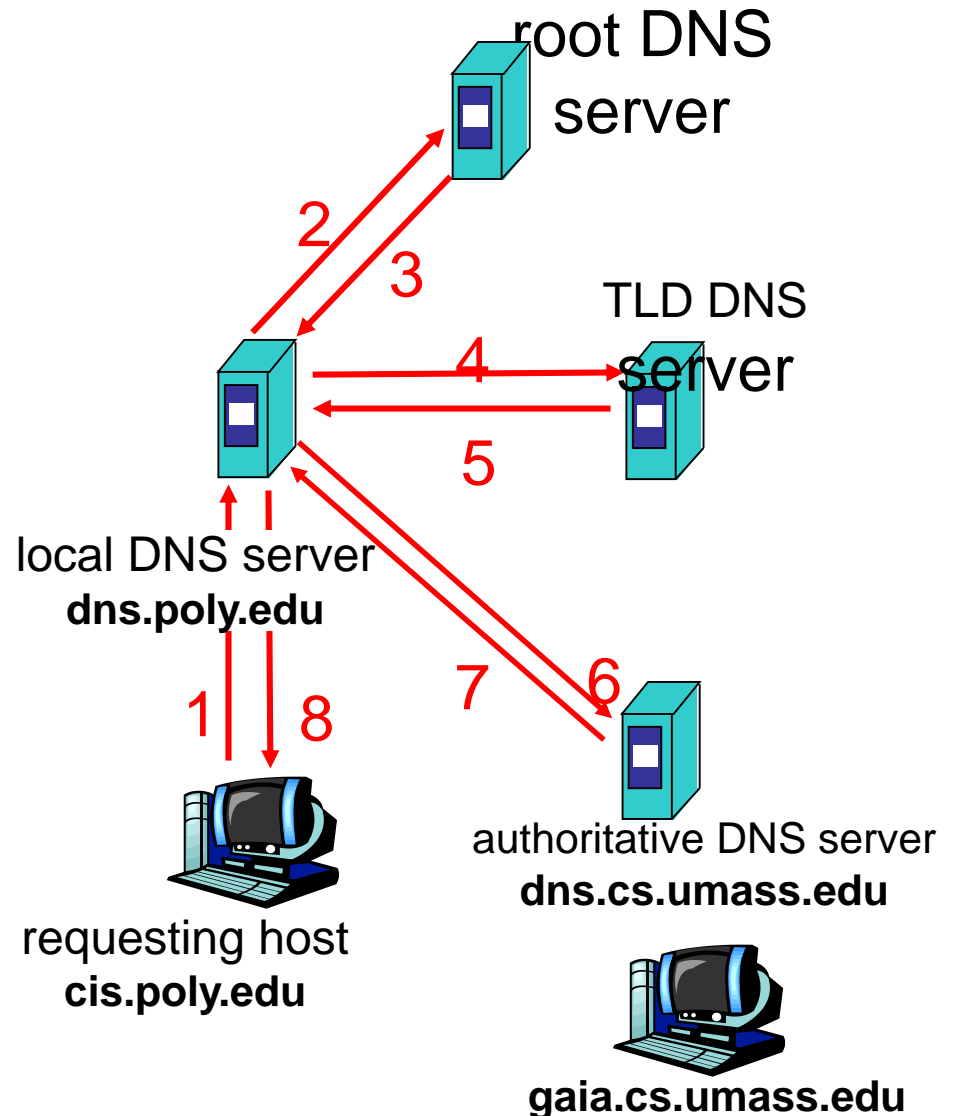 root DNS
server
2
3
TLD DNS
server
4
5
local DNS server
dns.poly.edu
7
6
1
8
authoritative DNS server
dns.cs.umass.edu
requesting host
cis.poly.edu
gaia.cs.umass.edu